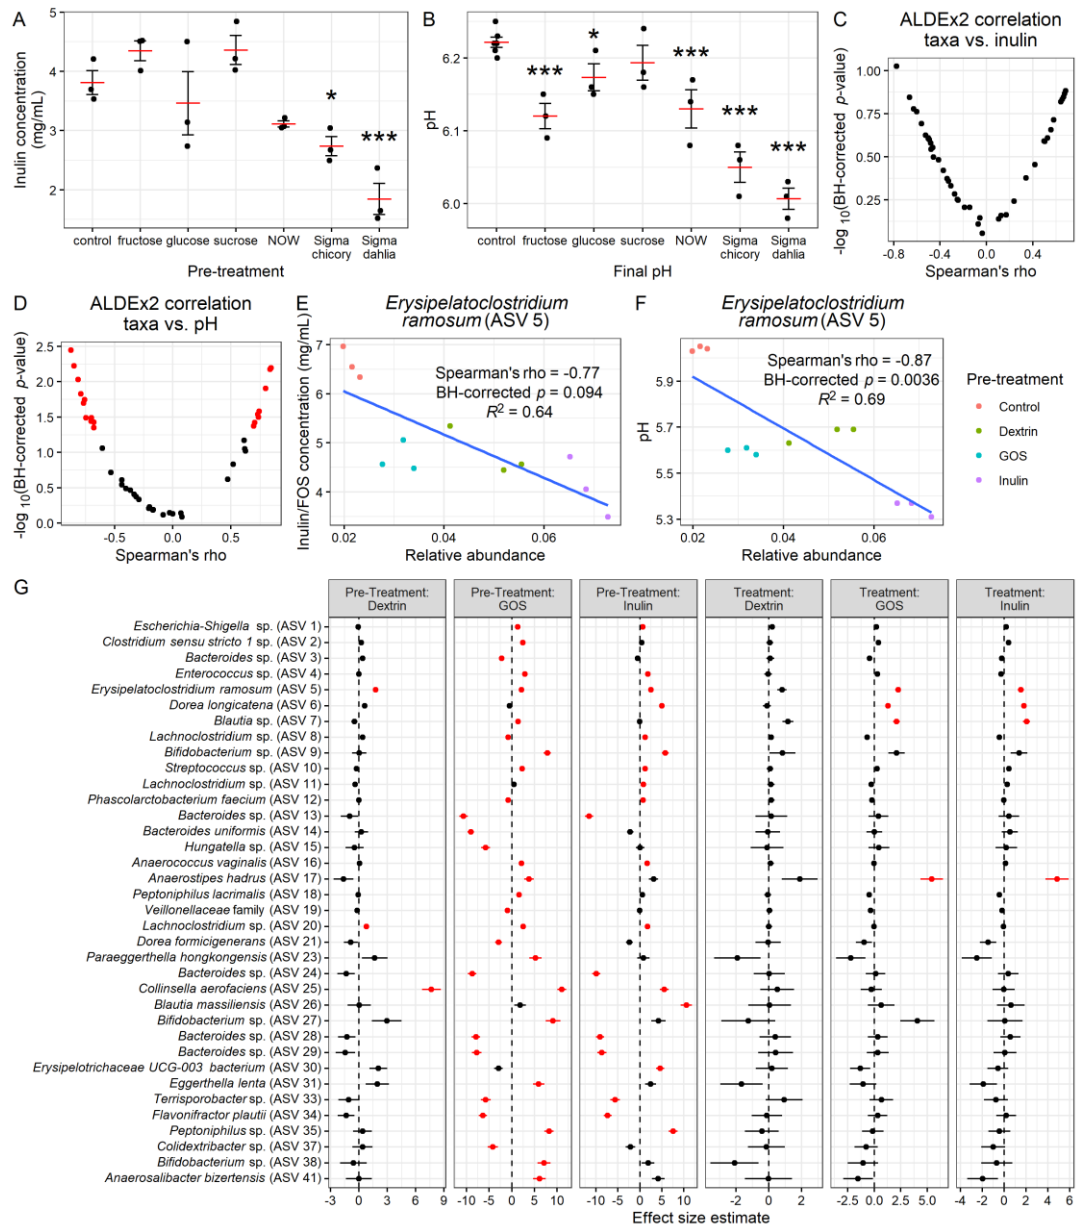 A
Inulin concentration
(mg/mL)
5
4
3
2
*
***
control
fructose
glucose
sucrose
NOW
Sigma
chicory
Sigma
dahlia
Pre-treatment
B
pH
6.2
6.1
6.0
***
*
***
***
***
control
fructose
glucose
sucrose
NOW
Sigma
chicory
Sigma
dahlia
Final pH
C
ALDEx2 correlation
taxa vs. inulin
-log 10(BH-corrected p-value)
1.00
0.75
0.50
0.25
-0.8
-0.4
0.0
0.4
Spearman's rho
D
ALDEx2 correlation
taxa vs. pH
-log 10(BH-corrected p-value)
2.5
2.0
1.5
1.0
0.5
0.0
-0.5
0.0
0.5
Spearman's rho
E
Erysipelatoclostridium
ramosum (ASV 5)
Inulin/FOS concentration (mg/mL)
7
6
5
4
Spearman's rho = -0.77
BH-corrected p = 0.094
R² = 0.64
0.02
0.04
0.06
Relative abundance
F
Erysipelatoclostridium
ramosum (ASV 5)
pH
5.9
5.7
5.5
5.3
Spearman's rho = -0.87
BH-corrected p = 0.0036
R² = 0.69
0.02
0.04
0.06
Relative abundance
Pre-treatment
Control
Dextrin
GOS
Inulin
G
Pre-Treatment:
Dextrin
Pre-Treatment:
GOS
Pre-Treatment:
Inulin
Treatment:
Dextrin
Treatment:
GOS
Treatment:
Inulin
Escherichia-Shigella sp. (ASV 1)
Clostridium sensu stricto 1 sp. (ASV 2)
Bacteroides sp. (ASV 3)
Enterococcus sp. (ASV 4)
Erysipelatoclostridium ramosum (ASV 5)
Dorea longicatena (ASV 6)
Blautia sp. (ASV 7)
Lachnoclostridium sp. (ASV 8)
Bifidobacterium sp. (ASV 9)
Streptococcus sp. (ASV 10)
Lachnoclostridium sp. (ASV 11)
Phascolarctobacterium faecium (ASV 12)
Bacteroides sp. (ASV 13)
Bacteroides uniformis (ASV 14)
Hungatella sp. (ASV 15)
Anaerococcus vaginalis (ASV 16)
Anaerostipes hadrus (ASV 17)
Peptoniphilus lacrimalis (ASV 18)
Veillonellaceae family (ASV 19)
Lachnoclostridium sp. (ASV 20)
Dorea formicigenerans (ASV 21)
Paraeggerthella hongkongensis (ASV 23)
Bacteroides sp. (ASV 24)
Collinsella aerofaciens (ASV 25)
Blautia massiliensis (ASV 26)
Bifidobacterium sp. (ASV 27)
Bacteroides sp. (ASV 28)
Bacteroides sp. (ASV 29)
Erysipelotrichaceae UCG-003 bacterium (ASV 30)
Eggerthella lenta (ASV 31)
Terrisporobacter sp. (ASV 33)
Flavonifractor plautii (ASV 34)
Peptoniphilus sp. (ASV 35)
Colidextribacter sp. (ASV 37)
Bifidobacterium sp. (ASV 38)
Anaerosalibacter bizertensis (ASV 41)
-3 0 3 6 9
-10 -5 0 5 10
-10 -5 0 5 10
-2 0 2
-2.5 0.0 2.5 5.0
-4 -2 0 2 4 6
Effect size estimate